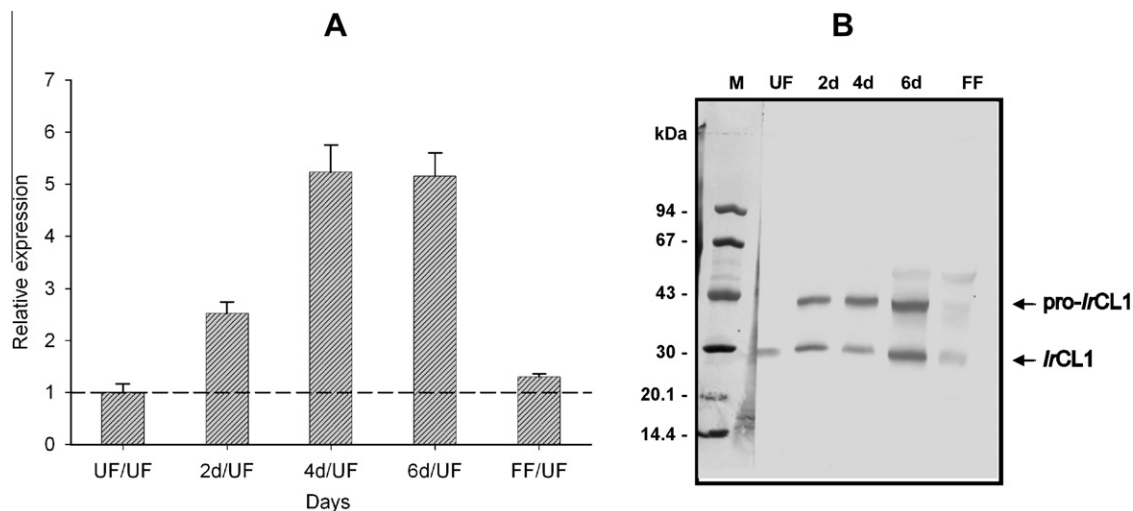 A
Relative expression
7
6
5
4
3
2
1
0
UF/UF 2d/UF 4d/UF 6d/UF FF/UF
Days
B
M UF 2d 4d 6d FF
kDa
94 -
67 -
43 -
30 -
20.1 -
14.4 -
pro-IrCL1
IrCL1